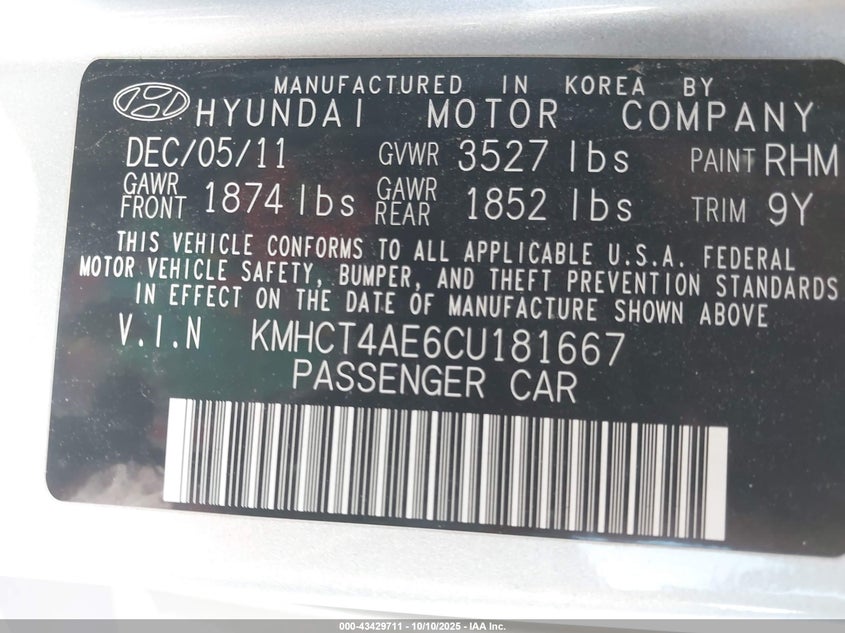 MANUFACTURED IN KOREA BY
HYUNDAI MOTOR COMPANY
DEC/05/11 GVWR 3527 lbs PAINT RHM
GAWR FRONT 1874 lbs GAWR REAR 1852 lbs TRIM 9Y
THIS VEHICLE CONFORMS TO ALL APPLICABLE U.S.A. FEDERAL
MOTOR VEHICLE SAFETY, BUMPER, AND THEFT PREVENTION STANDARDS
IN EFFECT ON THE DATE OF MANUFACTURE SHOWN ABOVE
V.I.N KMHCT4AE6CU181667
PASSENGER CAR
000-43429711 - 10/10/2025 - IAA Inc.